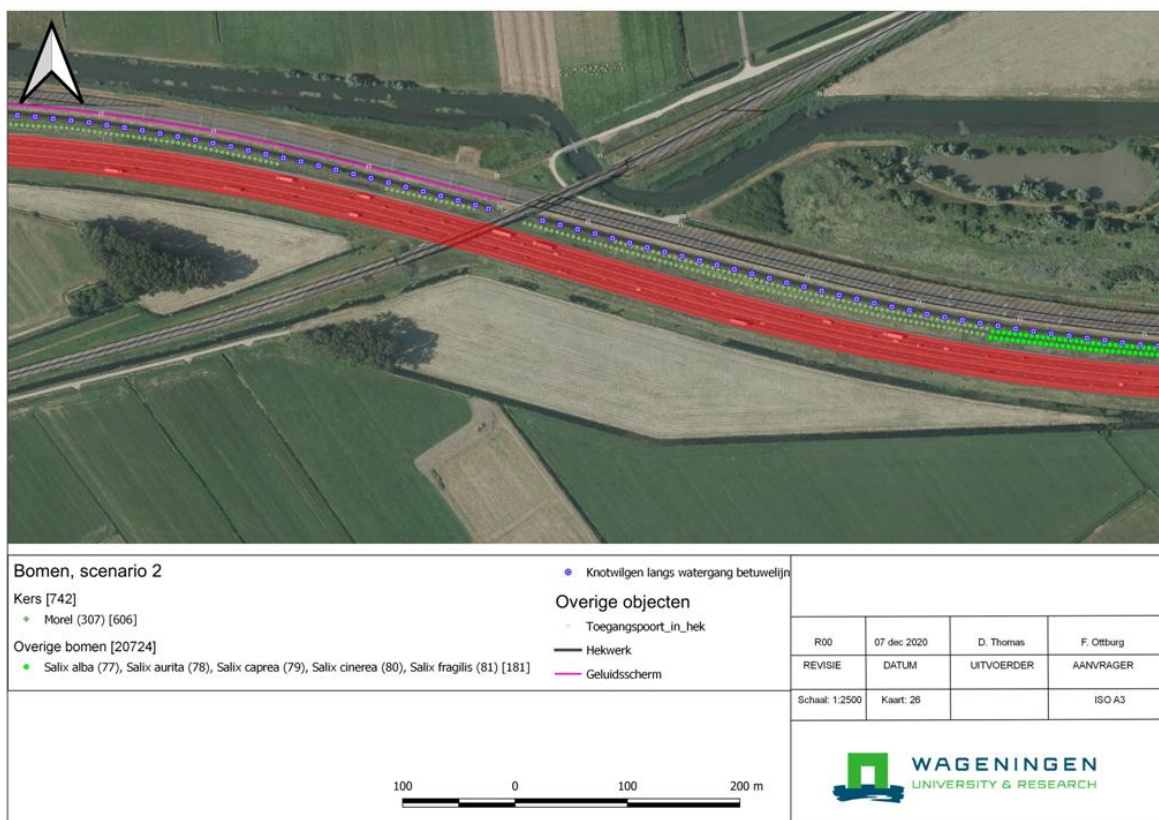 Bomen, scenario 2
Kers [742]
Morel (307) [606]
Overige bomen [20724]
Salix alba (77), Salix aurita (78), Salix caprea (79), Salix cinerea (80), Salix fragilis (81) [181]
Knotwilgen langs watergang betuwelijn
Overige objecten
Toegangspoort_in_hek
Hekwerk
Geluidsscherm
R00 07 dec 2020 D. Thomas F. Ottburg
REVISIE DATUM UITVOERDER AANVRAGER
Schaal: 1:2500 Kaart: 26 ISO A3
100 0 100 200 m
WAGENINGEN
UNIVERSITY & RESEARCH